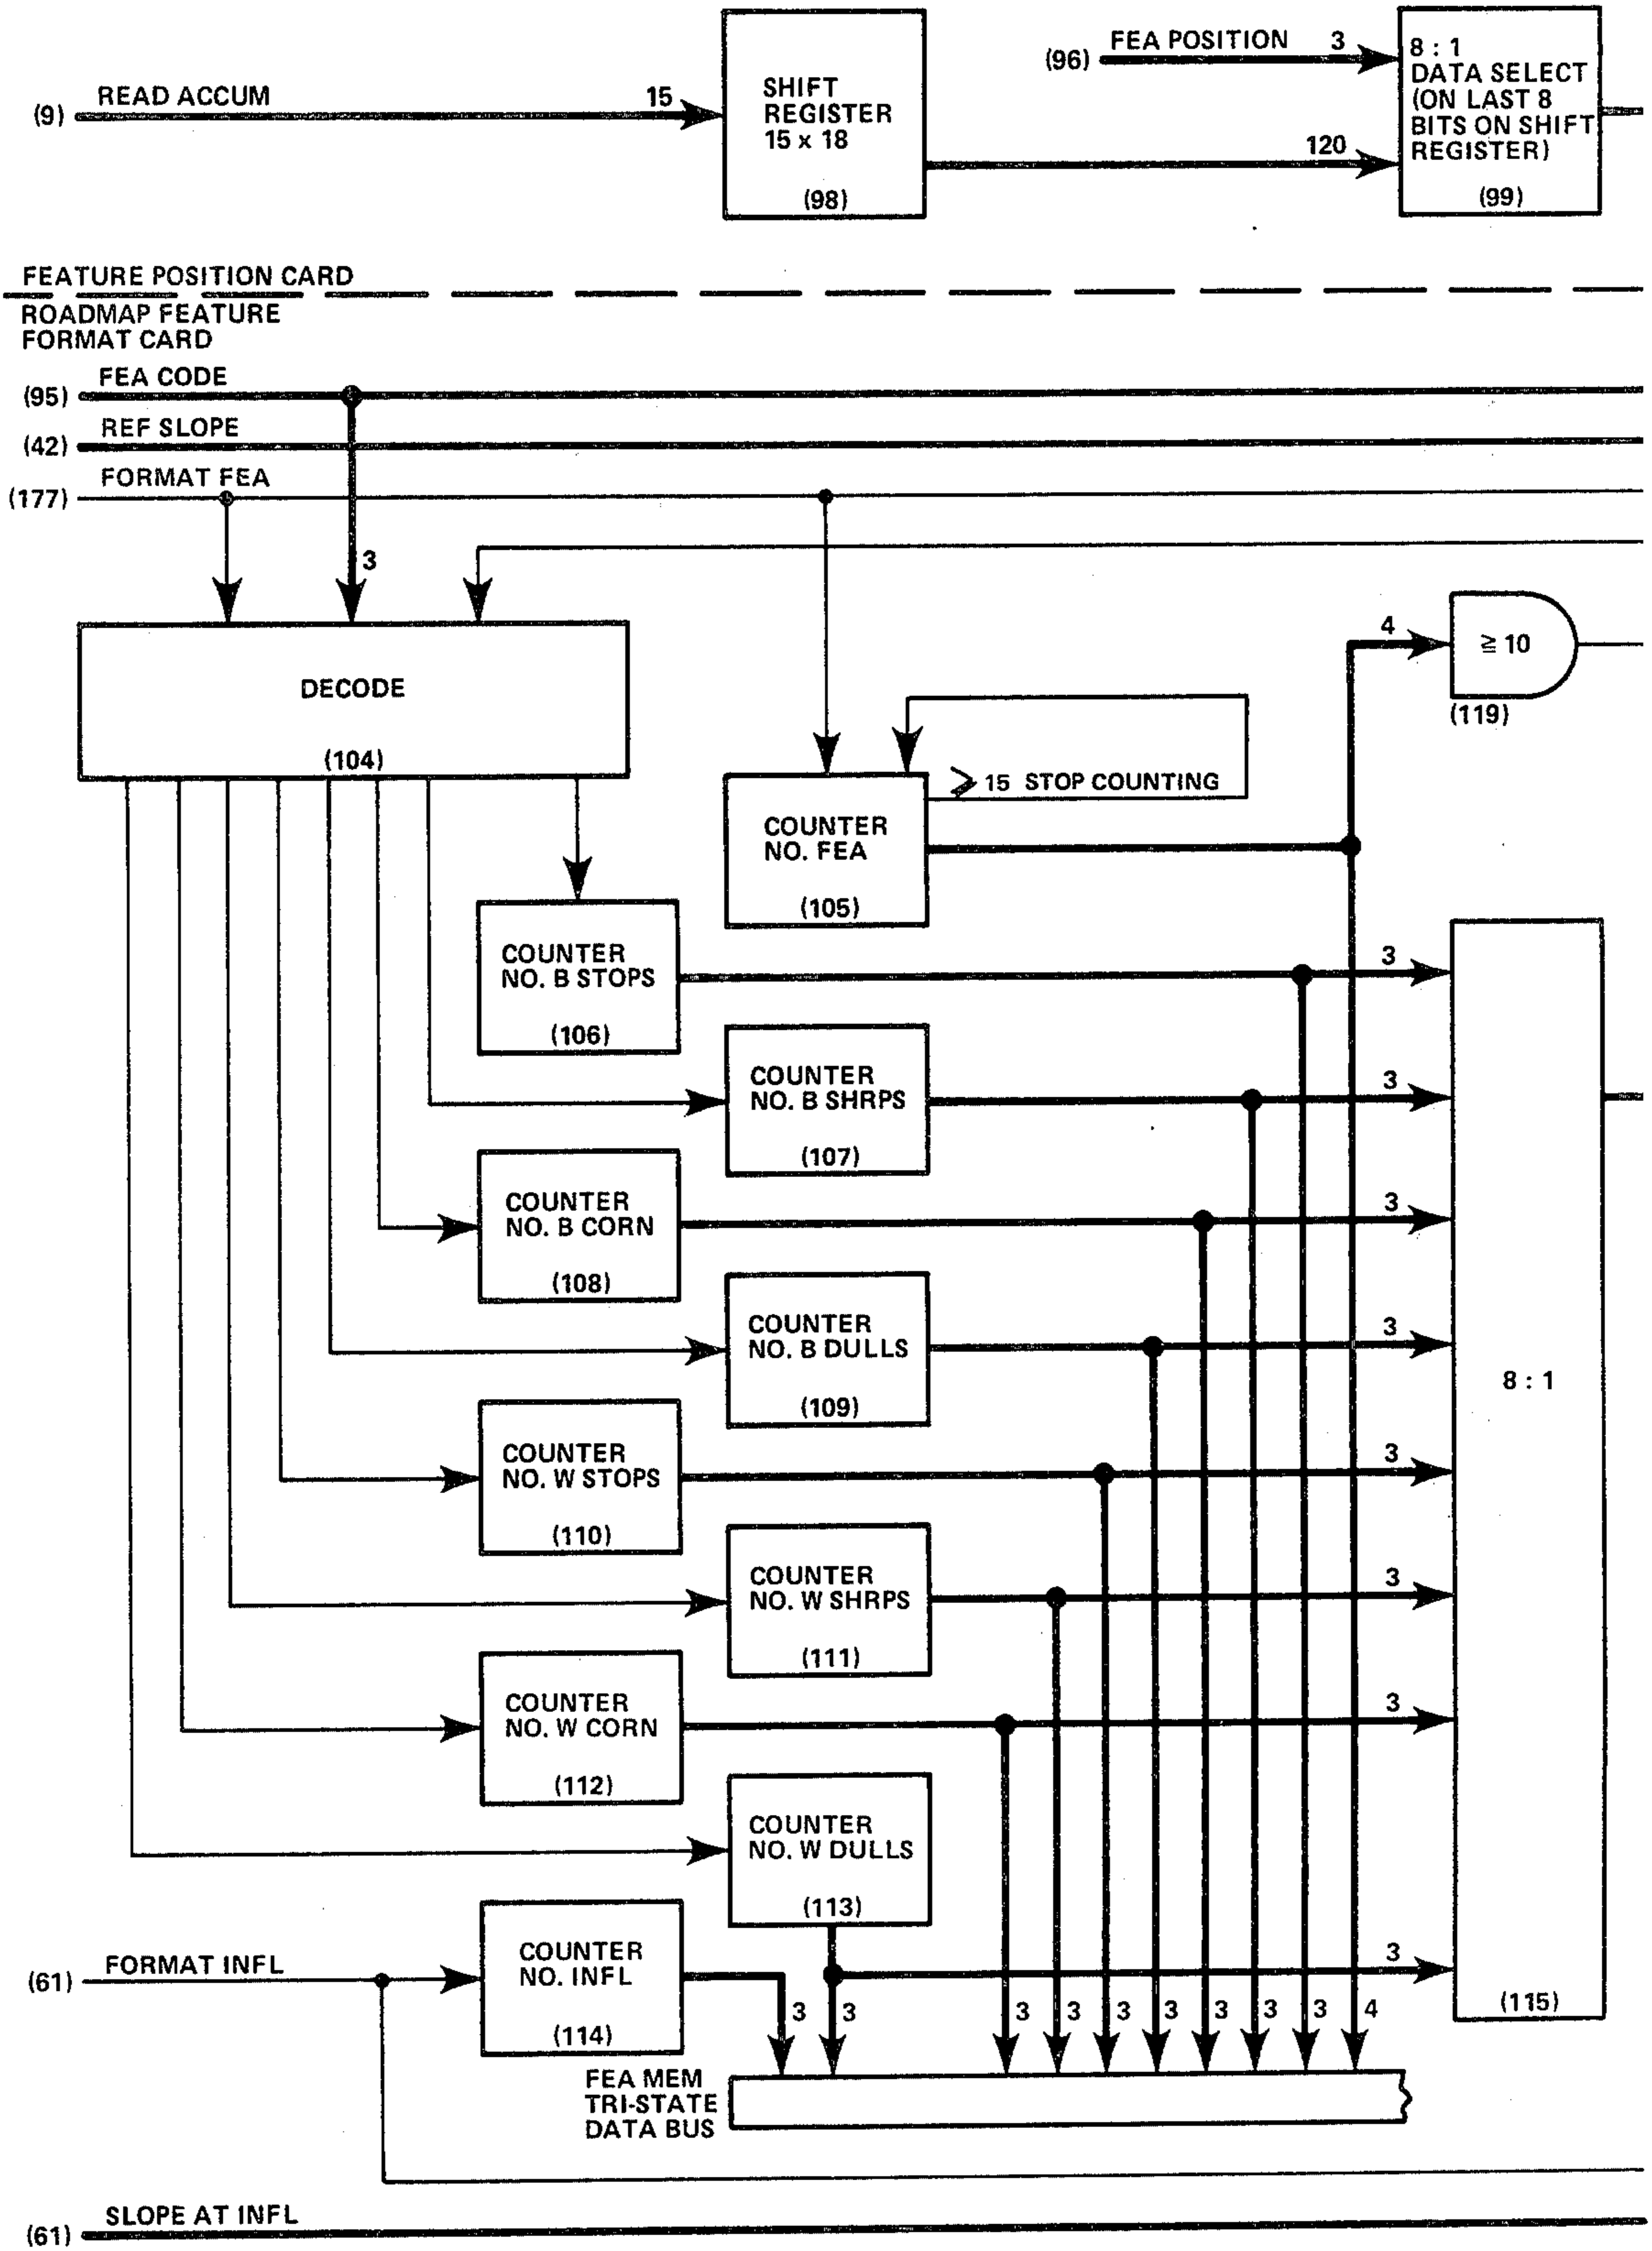 FEA POSITION 3
(96)
8 : 1
DATA SELECT
(ON LAST 8
BITS ON SHIFT
REGISTER)
(99)
READ ACCUM 15
(9)
SHIFT
REGISTER
15 x 18
(98)
120
FEATURE POSITION CARD
ROADMAP FEATURE
FORMAT CARD
FEA CODE
(95)
REF SLOPE
(42)
FORMAT FEA
(177)
3
DECODE
(104)
4
≧ 10
(119)
⩾ 15 STOP COUNTING
COUNTER
NO. FEA
(105)
COUNTER
NO. B STOPS
(106)
3
COUNTER
NO. B SHRPS
(107)
3
COUNTER
NO. B CORN
(108)
3
COUNTER
NO. B DULLS
(109)
3
8 : 1
COUNTER
NO. W STOPS
(110)
3
COUNTER
NO. W SHRPS
(111)
3
COUNTER
NO. W CORN
(112)
3
COUNTER
NO. W DULLS
(113)
3
FORMAT INFL
(61)
COUNTER
NO. INFL
(114)
(115)
3 3 3 3 3 3 3 3 3 4
FEA MEM
TRI-STATE
DATA BUS
SLOPE AT INFL
(61)